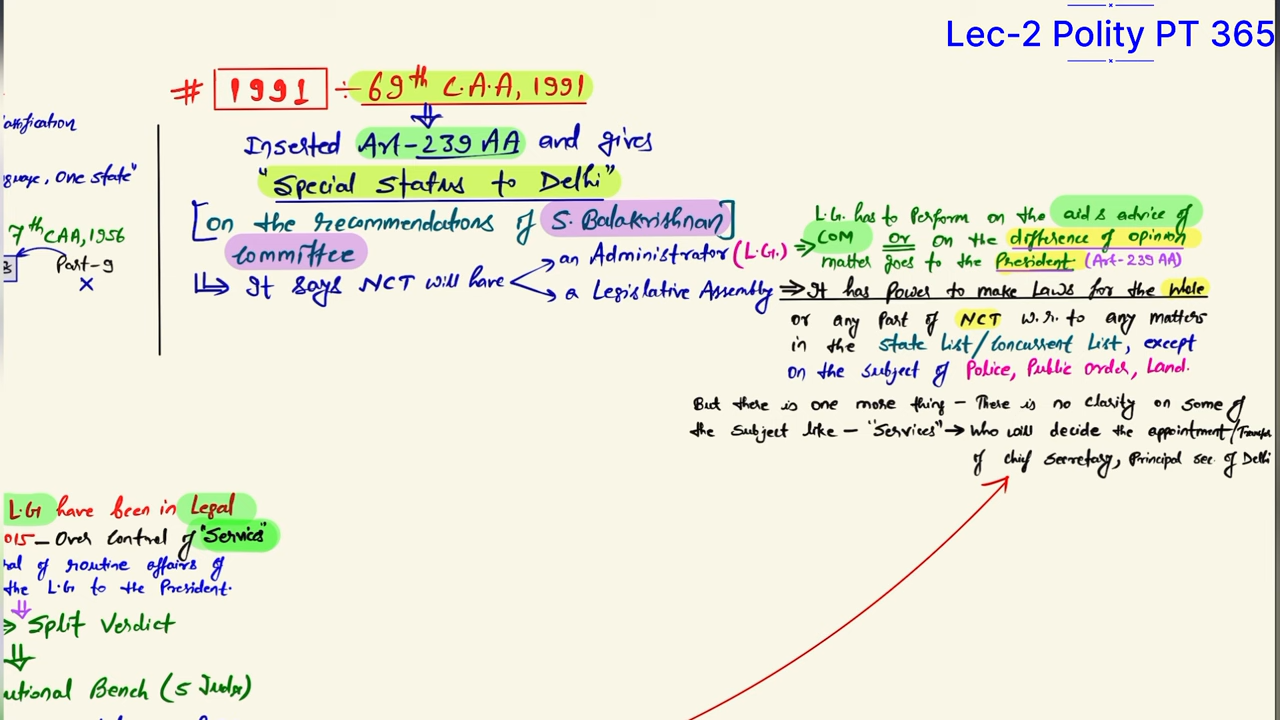 Lec-2 Polity PT 365
# 1991 ÷ 69th C.A.A, 1991
Inserted Art-239 AA and gives
"Special Status to Delhi"
[on the recommendations of S. Balakrishnan]
committee
↳ It says NCT will have
→ an Administrator (L.G.) ⇒
→ a Legislative Assembly
L.G. has to Perform on the aid & advice of
COM or on the difference of opinion
matter goes to the President (Art-239 AA)
⇒ It has Power to make Laws for the whole
or any Part of NCT w.r. to any matters
in the State List/Concurrent List, except
on the subject of Police, Public order, Land.
But there is one more thing – There is no clarity on some of
the subject like – "Services" → who will decide the appointment/
of chief secretary, Principal sec. of Delhi
"
, One state"
7th CAA, 1956
Part-9
X
L.G have been in Legal
015 – Over Control of "Services"
of routine affairs of
the L.G to the President.
⇓
⇒ Split Verdict
⇓
utional Bench (5 Judge)